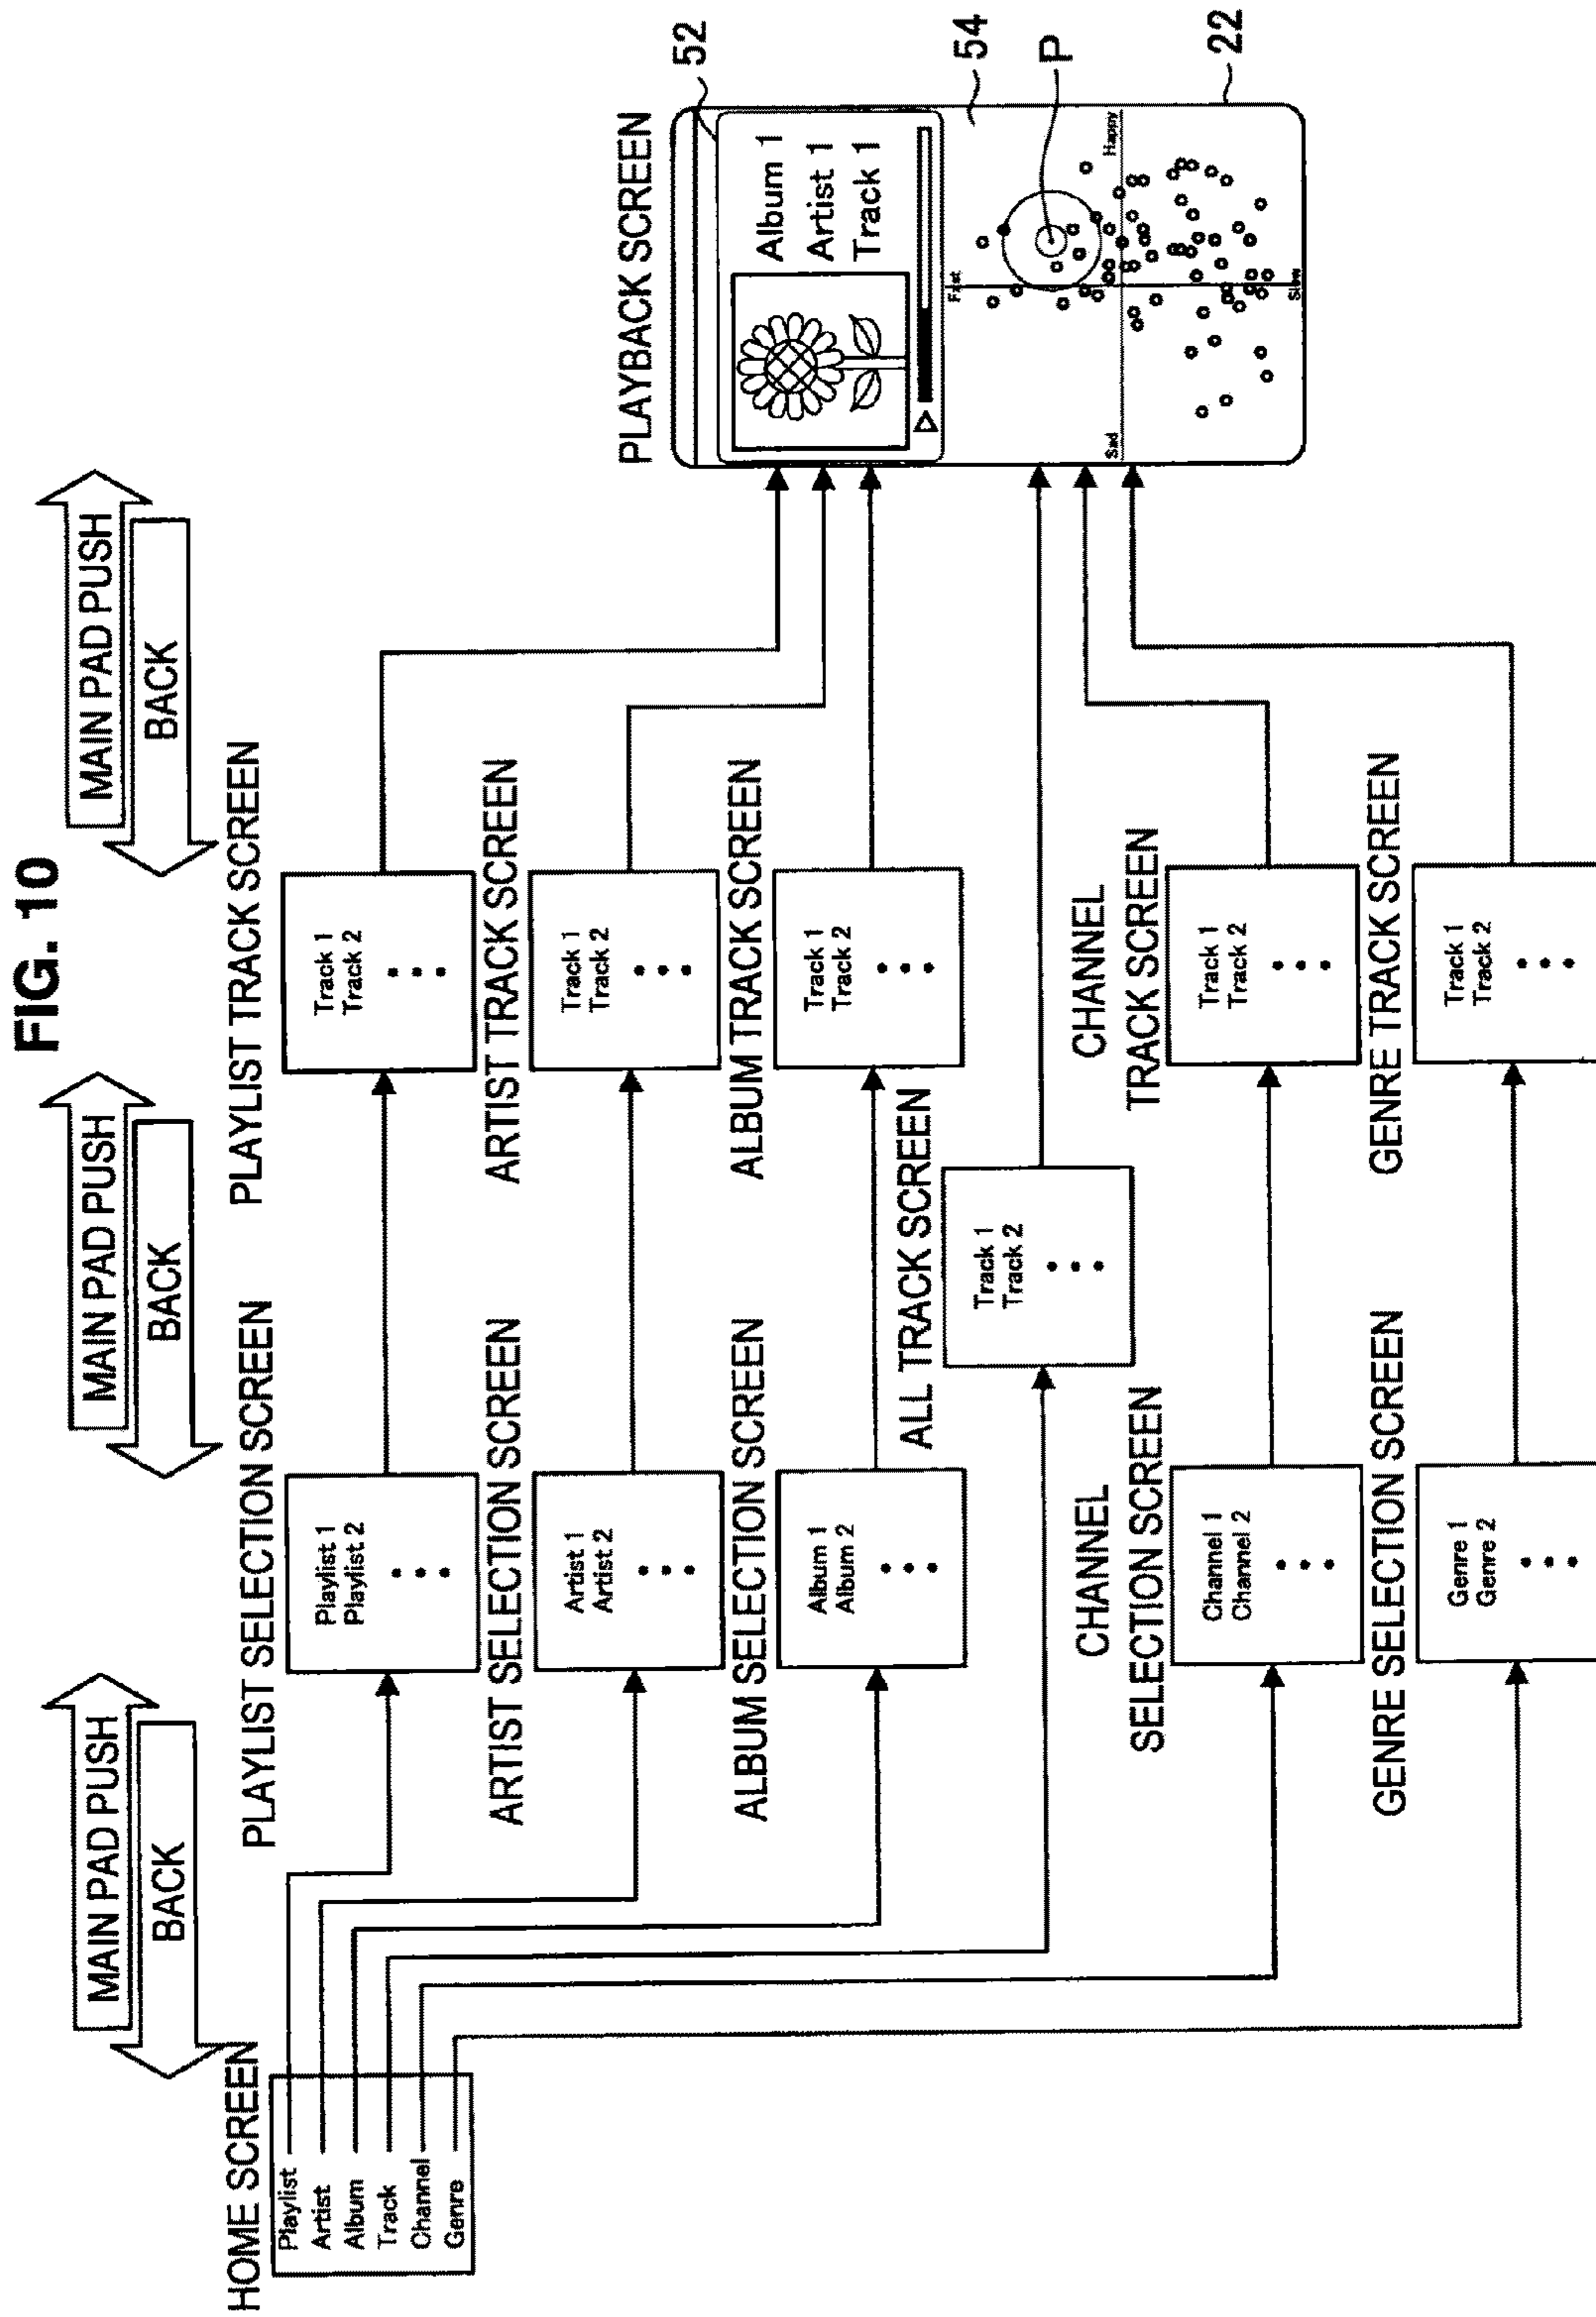 FIG. 10
MAIN PAD PUSH
BACK
MAIN PAD PUSH
BACK
MAIN PAD PUSH
BACK
HOME SCREEN
Playlist
Artist
Album
Track
Channel
Genre
PLAYLIST SELECTION SCREEN
Playlist 1
Playlist 2
ARTIST SELECTION SCREEN
Artist 1
Artist 2
ALBUM SELECTION SCREEN
Album 1
Album 2
ALL TRACK SCREEN
Track 1
Track 2
CHANNEL
SELECTION SCREEN
Channel 1
Channel 2
GENRE SELECTION SCREEN
Genre 1
Genre 2
PLAYLIST TRACK SCREEN
Track 1
Track 2
ARTIST TRACK SCREEN
Track 1
Track 2
ALBUM TRACK SCREEN
Track 1
Track 2
CHANNEL
TRACK SCREEN
Track 1
Track 2
GENRE TRACK SCREEN
Track 1
Track 2
PLAYBACK SCREEN
52
Album 1
Artist 1
Track 1
54
Fast
P
Sad
Happy
Slow
22